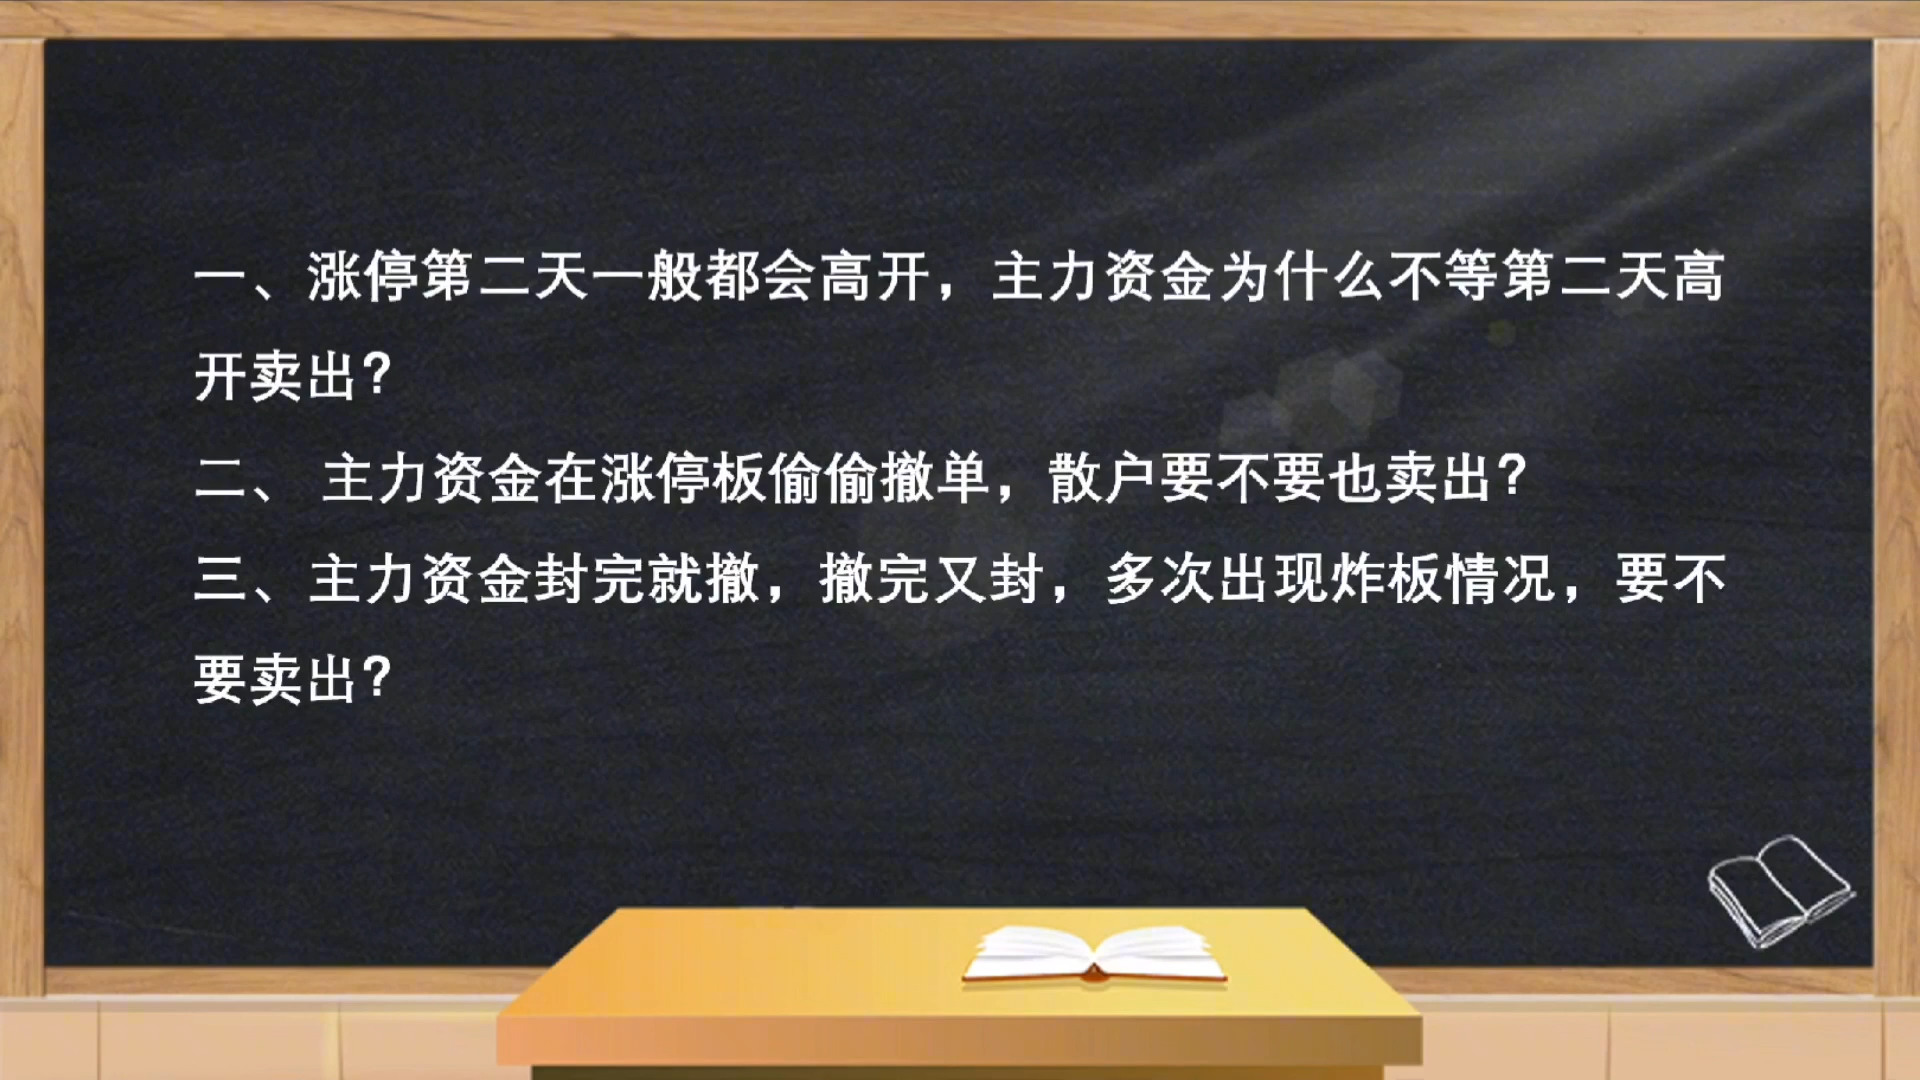 一、涨停第二天一般都会高开，主力资金为什么不等第二天高
开卖出？
二、 主力资金在涨停板偷偷撤单，散户要不要也卖出？
三、主力资金封完就撤，撤完又封，多次出现炸板情况，要不
要卖出？